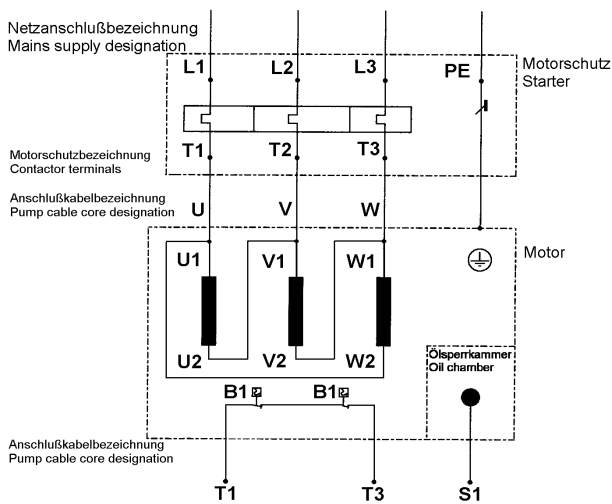 Netzanschlußbezeichnung
Mains supply designation
L1 L2 L3 PE
Motorschutz
Starter
Motorschutzbezeichnung
Contactor terminals
T1 T2 T3
Anschlußkabelbezeichnung
Pump cable core designation
U V W
Motor
U1 V1 W1
U2 V2 W2
Ölsperrkammer
Oil chamber
B1 B1
Anschlußkabelbezeichnung
Pump cable core designation
T1 T3 S1